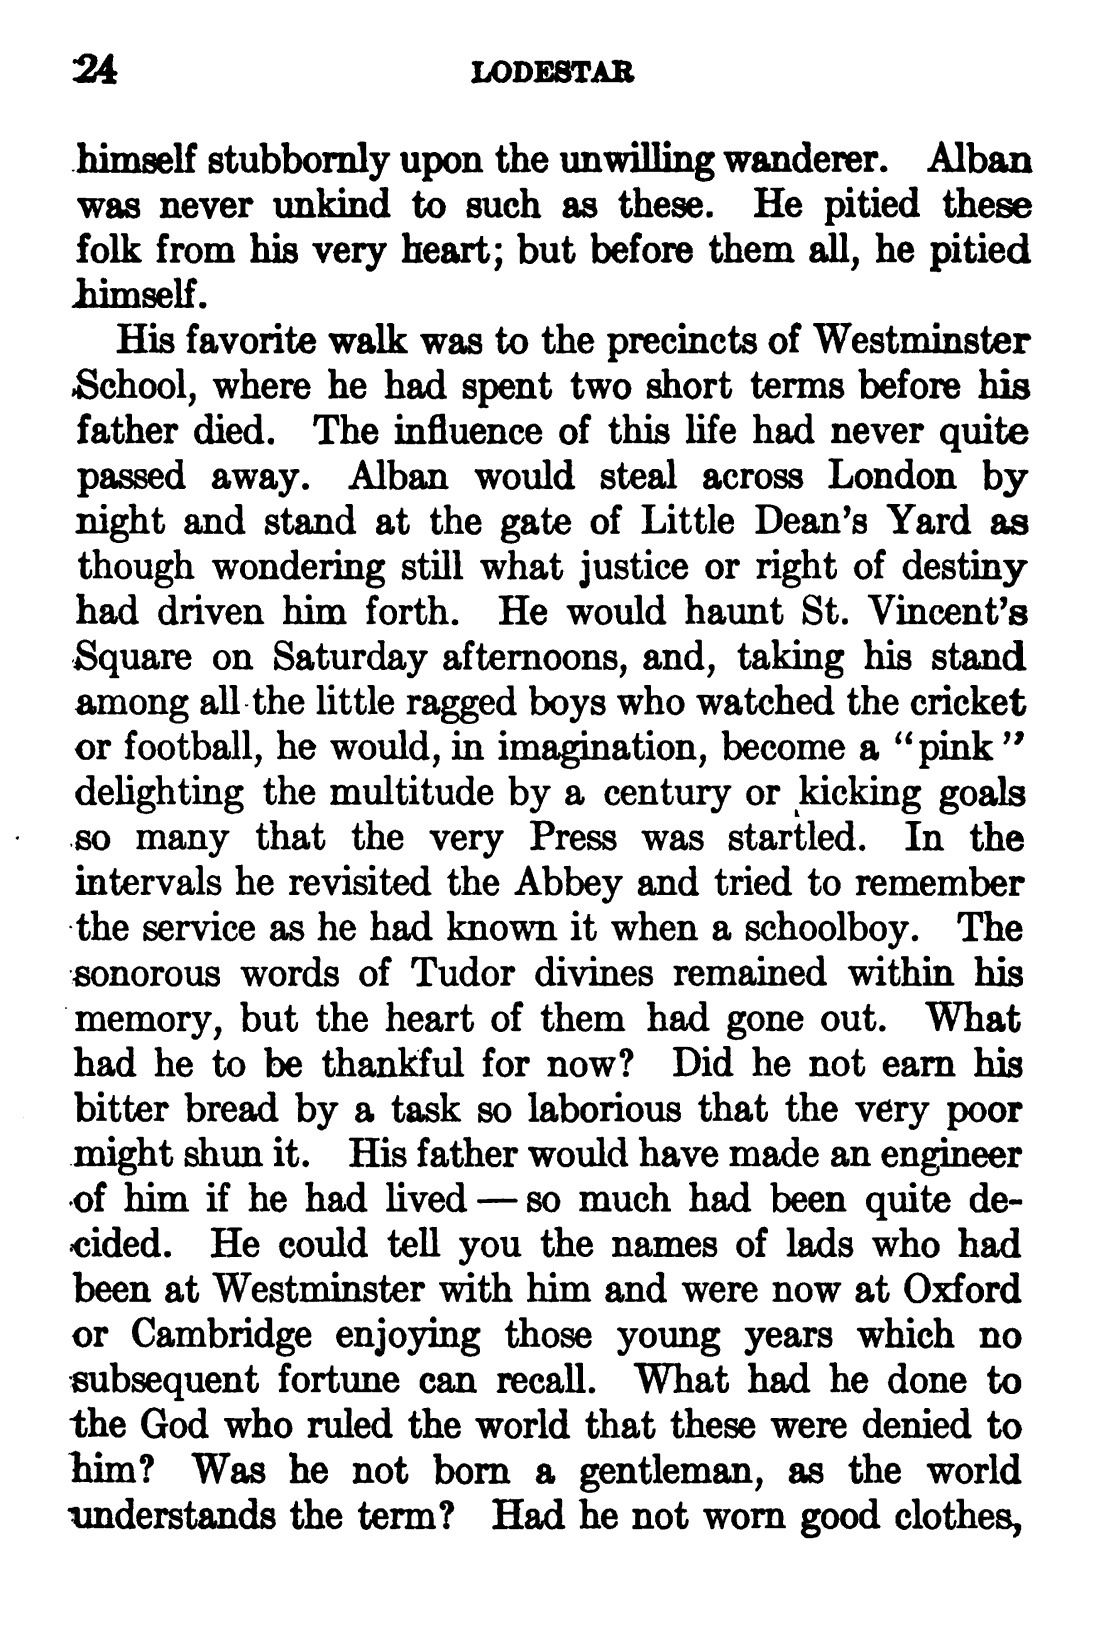 24 LODESTAR
himself stubbornly upon the unwilling wanderer. Alban
was never unkind to such as these. He pitied these
folk from his very heart; but before them all, he pitied
himself.
His favorite walk was to the precincts of Westminster
School, where he had spent two short terms before his
father died. The influence of this life had never quite
passed away. Alban would steal across London by
night and stand at the gate of Little Dean's Yard as
though wondering still what justice or right of destiny
had driven him forth. He would haunt St. Vincent's
Square on Saturday afternoons, and, taking his stand
among all the little ragged boys who watched the cricket
or football, he would, in imagination, become a "pink"
delighting the multitude by a century or kicking goals
so many that the very Press was startled. In the
intervals he revisited the Abbey and tried to remember
the service as he had known it when a schoolboy. The
sonorous words of Tudor divines remained within his
memory, but the heart of them had gone out. What
had he to be thankful for now? Did he not earn his
bitter bread by a task so laborious that the very poor
might shun it. His father would have made an engineer
of him if he had lived — so much had been quite de-
cided. He could tell you the names of lads who had
been at Westminster with him and were now at Oxford
or Cambridge enjoying those young years which no
subsequent fortune can recall. What had he done to
the God who ruled the world that these were denied to
him? Was he not born a gentleman, as the world
understands the term? Had he not worn good clothes,